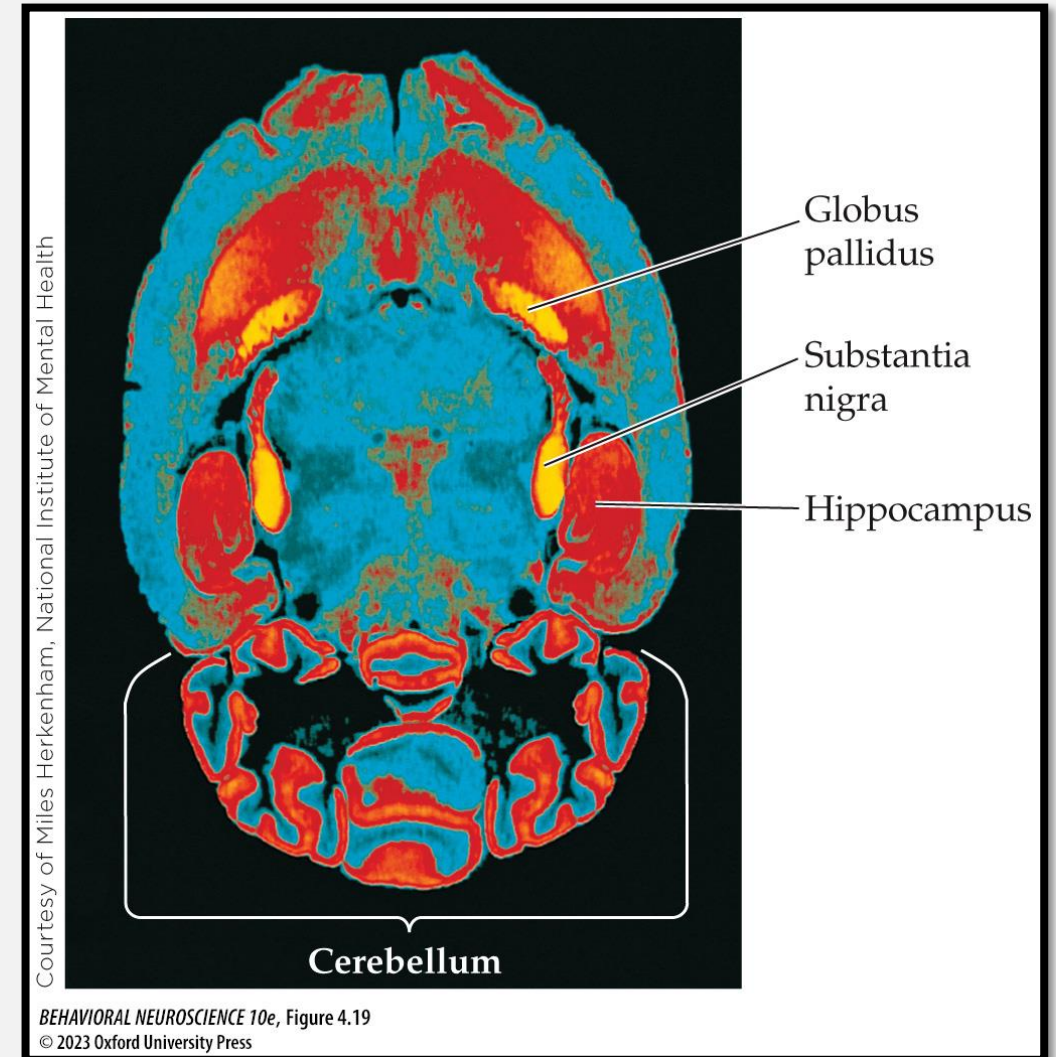 Courtesy of Miles Herkenham, National Institute of Mental Health
Globus
pallidus
Substantia
nigra
Hippocampus
Cerebellum
BEHAVIORAL NEUROSCIENCE 10e, Figure 4.19
© 2023 Oxford University Press